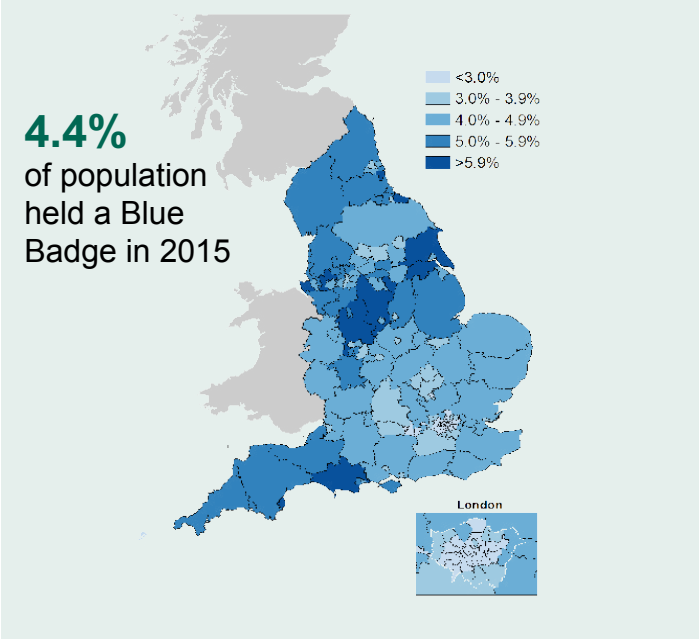 4.4%
of population
held a Blue
Badge in 2015
<3.0%
3.0% - 3.9%
4.0% - 4.9%
5.0% - 5.9%
>5.9%
London